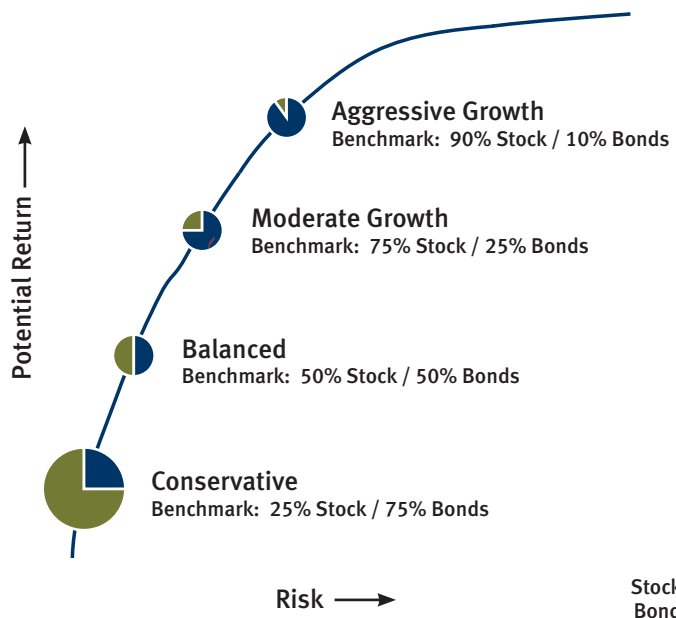 Aggressive Growth
Benchmark: 90% Stock / 10% Bonds
Potential Return
Moderate Growth
Benchmark: 75% Stock / 25% Bonds
Balanced
Benchmark: 50% Stock / 50% Bonds
Conservative
Benchmark: 25% Stock / 75% Bonds
Risk
Stock